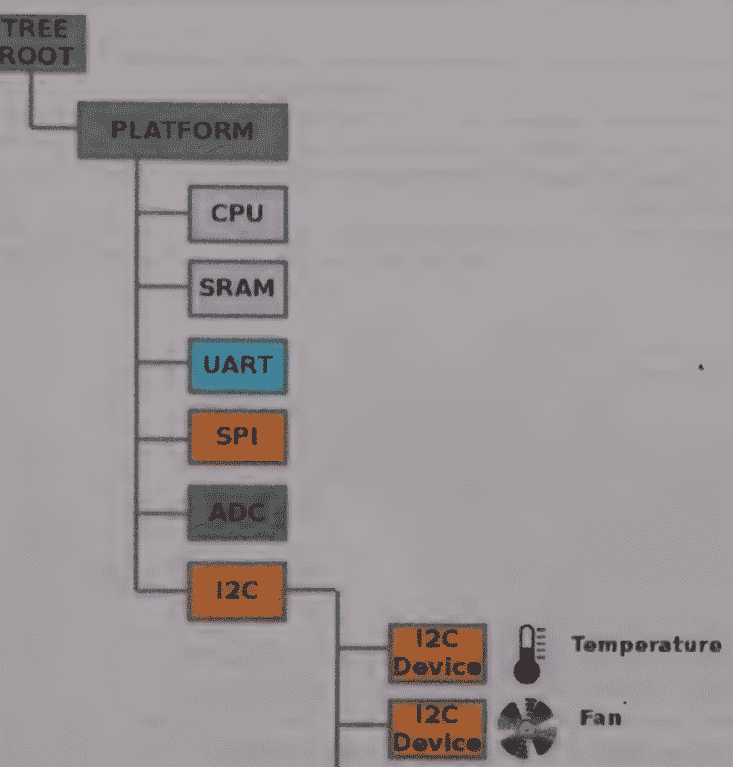 TREE
ROOT
PLATFORM
CPU
SRAM
UART
SPI
ADC
I2C
I2C
Device
Temperature
I2C
Device
Fan